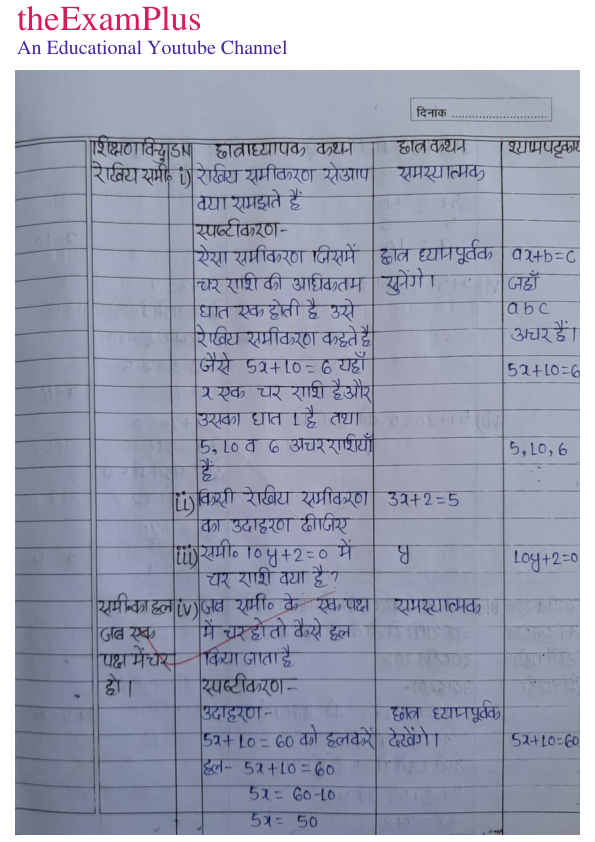 theExamPlus
An Educational Youtube Channel
दिनांक ............................
शिक्षण बिन्दु DN छात्राध्यापक कथन छात्र कथन श्यामपट्टकार्य
रेखिय समी॰ i) रेखिय समीकरण से आप समस्यात्मक
क्या समझते हैं
स्पष्टीकरण-
ऐसा समीकरण जिसमें छात्र ध्यानपूर्वक ax+b=c
चर राशि की अधिकतम सुनेंगे। जहाँ
घात एक होती है उसे a b c
रेखिय समीकरण कहते है अचर हैं।
जैसे 5x+10=6 यहाँ 5x+10=6
x एक चर राशि है और
उसका घात 1 है तथा
5,10 व 6 अचर राशियाँ 5,10,6
हैं
ii) किसी रेखिय समीकरण 3x+2=5
का उदाहरण दीजिए
iii) समी॰ 10y+2=0 में y 10y+2=0
चर राशि क्या है?
समी॰ का हल iv) जब समी॰ के एक पक्ष समस्यात्मक
जब एक में चर हो तो कैसे हल
पक्ष में चर किया जाता है
हो। स्पष्टीकरण-
उदाहरण- छात्र ध्यानपूर्वक
5x+10=60 को हल करें देखेंगे। 5x+10=60
हल- 5x+10=60
5x = 60-10
5x = 50